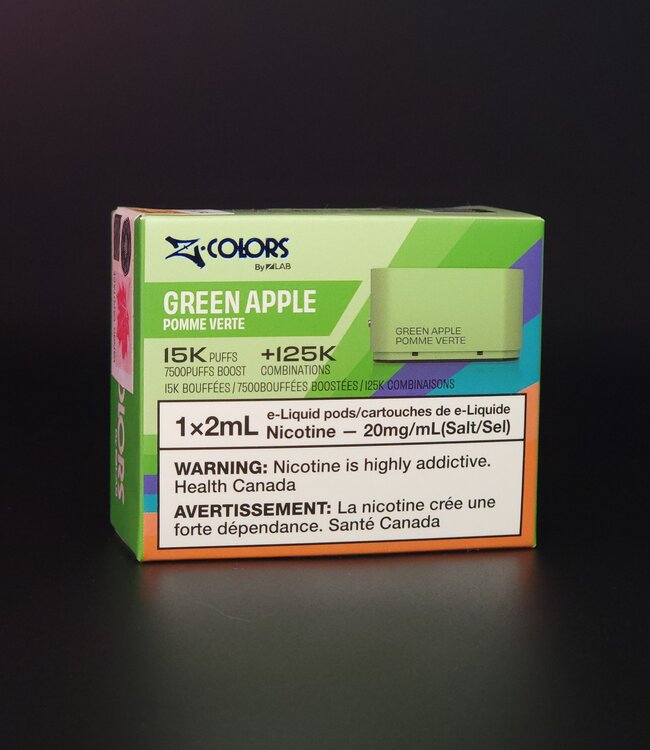 Z·COLORS
By ZLAB
GREEN APPLE
POMME VERTE
15K PUFFS
7500PUFFS BOOST
+125K
COMBINATIONS
15K BOUFFÉES/7500BOUFFÉES BOOSTÉES/125K COMBINAISONS
GREEN APPLE
POMME VERTE
1×2mL
e-Liquid pods/cartouches de e-Liquide
Nicotine — 20mg/mL(Salt/Sel)
WARNING: Nicotine is highly addictive.
Health Canada
AVERTISSEMENT: La nicotine crée une
forte dépendance. Santé Canada